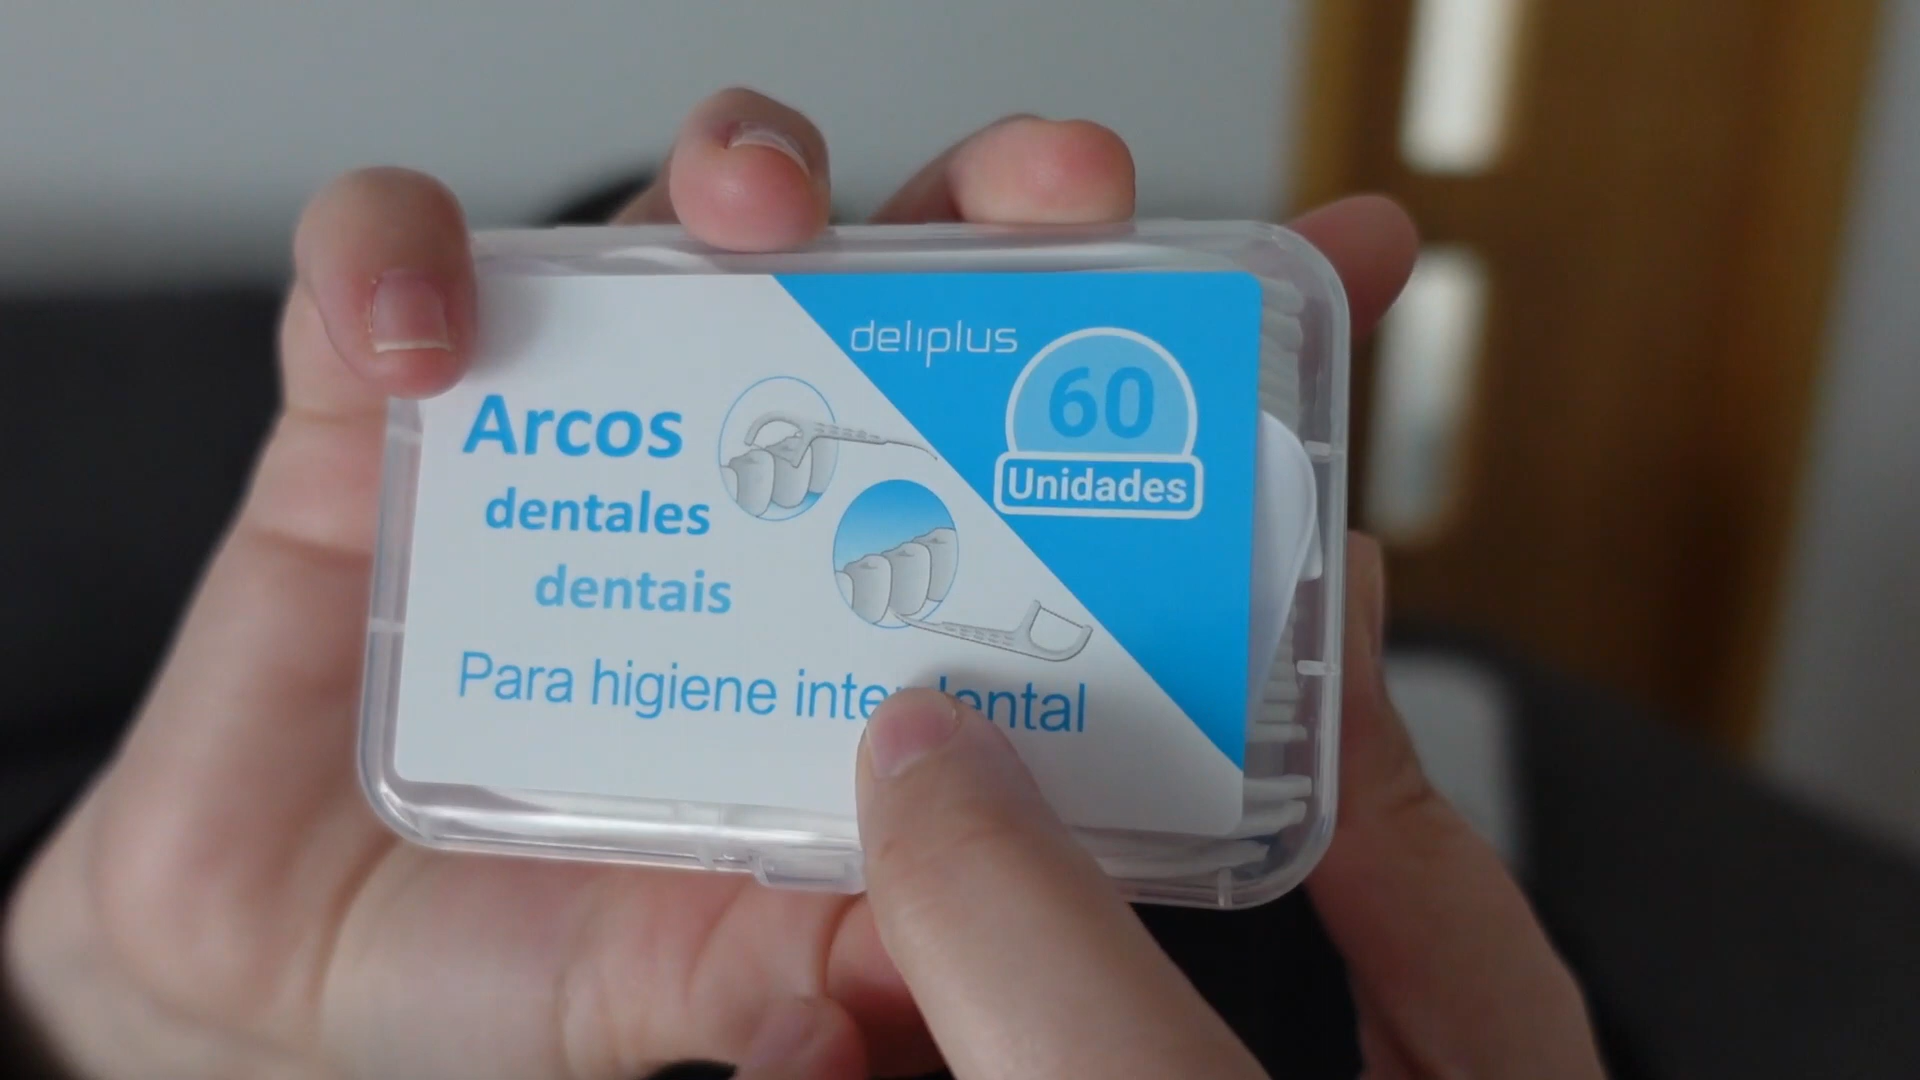 deliplus
60
Unidades
Arcos
dentales
dentais
Para higiene